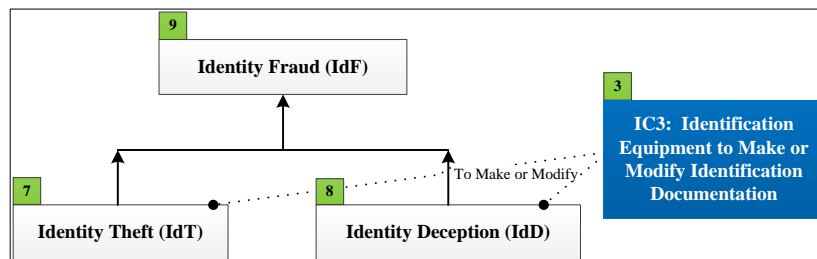 9
Identity Fraud (IdF)
3
IC3:  Identification
Equipment to Make or
Modify Identification
Documentation
To Make or Modify
7
Identity Theft (IdT)
8
Identity Deception (IdD)